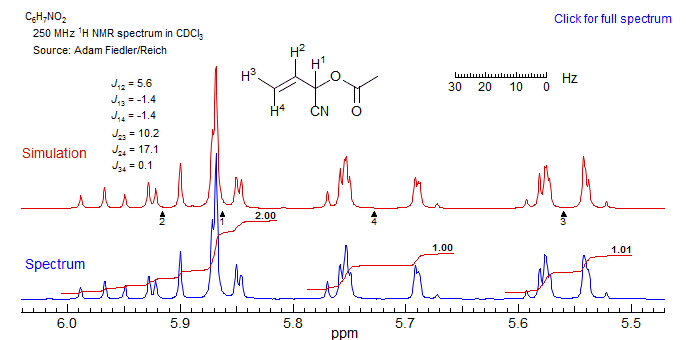 C₆H₇NO₂
250 MHz ¹H NMR spectrum in CDCl₃
Source: Adam Fiedler/Reich
Click for full spectrum
J₁₂ = 5.6
J₁₃ = -1.4
J₁₄ = -1.4
J₂₃ = 10.2
J₂₄ = 17.1
J₃₄ = 0.1
H²
H¹
H³
O
H⁴
CN
O
30 20 10 0 Hz
Simulation
2 1 4 3
2.00
1.00
1.01
Spectrum
6.0 5.9 5.8 5.7 5.6 5.5
ppm